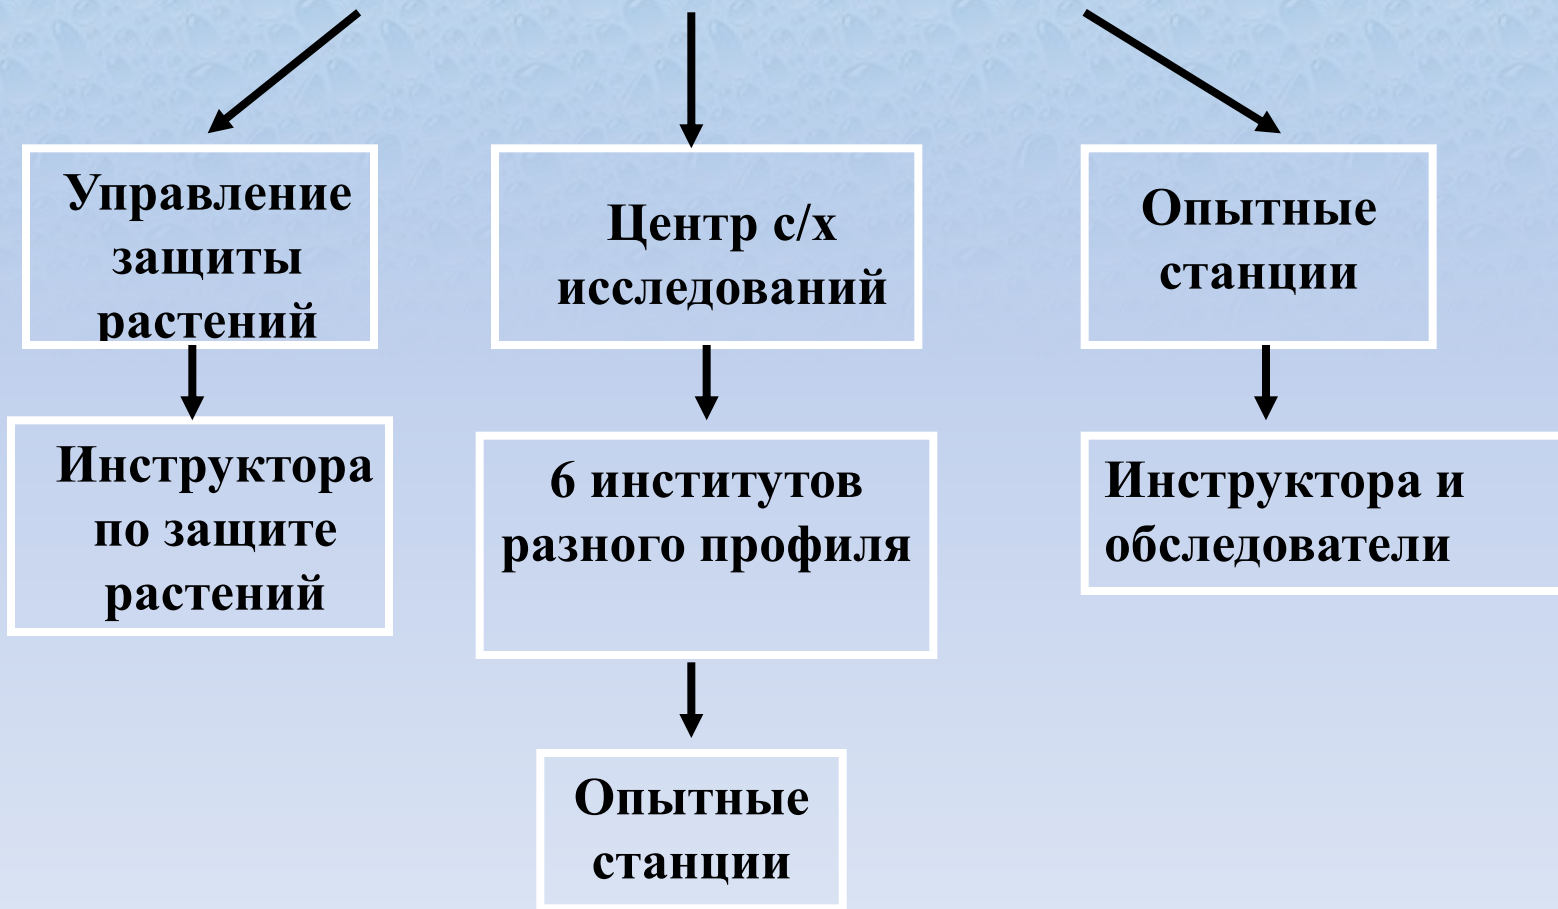 Управление
защиты
растений
Центр с/х
исследований
Опытные
станции
Инструктора
по защите
растений
6 институтов
разного профиля
Инструктора и
обследователи
Опытные
станции